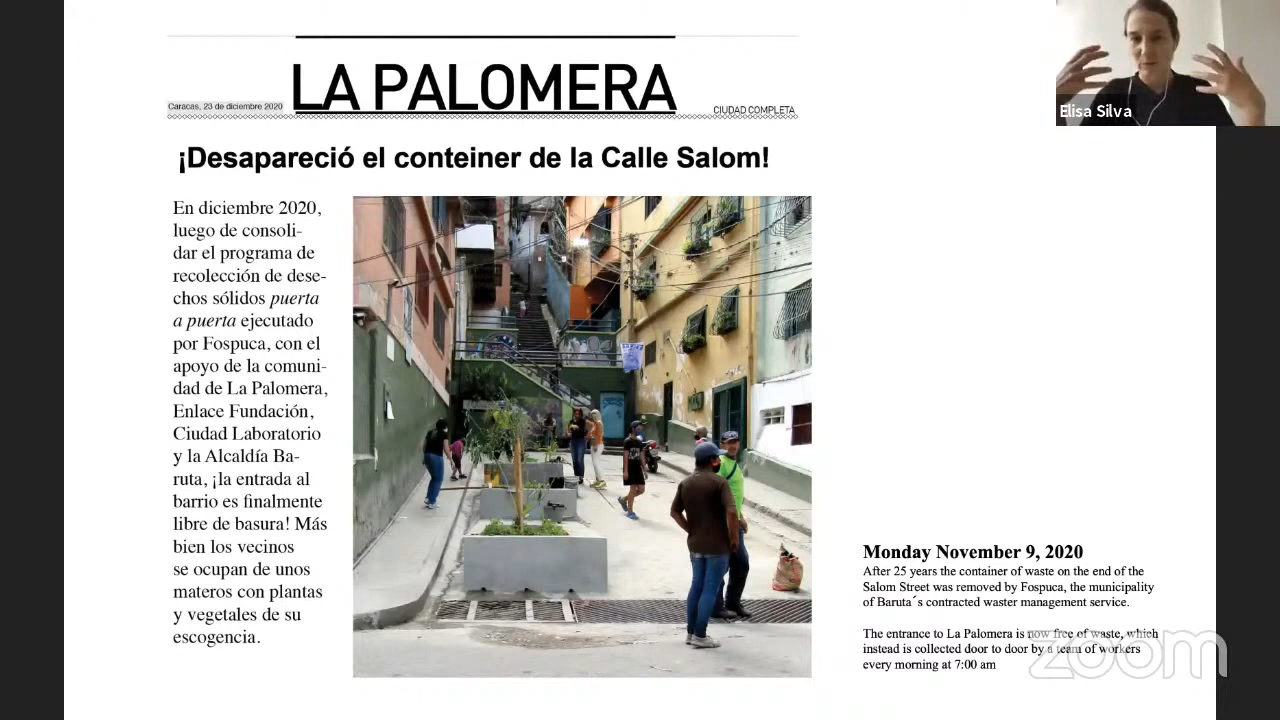 Elisa Silva
LA PALOMERA
Caracas, 23 de diciembre 2020
CIUDAD COMPLETA
¡Desapareció el conteiner de la Calle Salom!
En diciembre 2020,
luego de consoli-
dar el programa de
recolección de dese-
chos sólidos puerta
a puerta ejecutado
por Fospuca, con el
apoyo de la comuni-
dad de La Palomera,
Enlace Fundación,
Ciudad Laboratorio
y la Alcaldía Ba-
ruta, ¡la entrada al
barrio es finalmente
libre de basura! Más
bien los vecinos
se ocupan de unos
materos con plantas
y vegetales de su
escogencia.
Monday November 9, 2020
After 25 years the container of waste on the end of the
Salom Street was removed by Fospuca, the municipality
of Baruta´s contracted waster management service.
The entrance to La Palomera is now free of waste, which
instead is collected door to door by a team of workers
every morning at 7:00 am
zoom